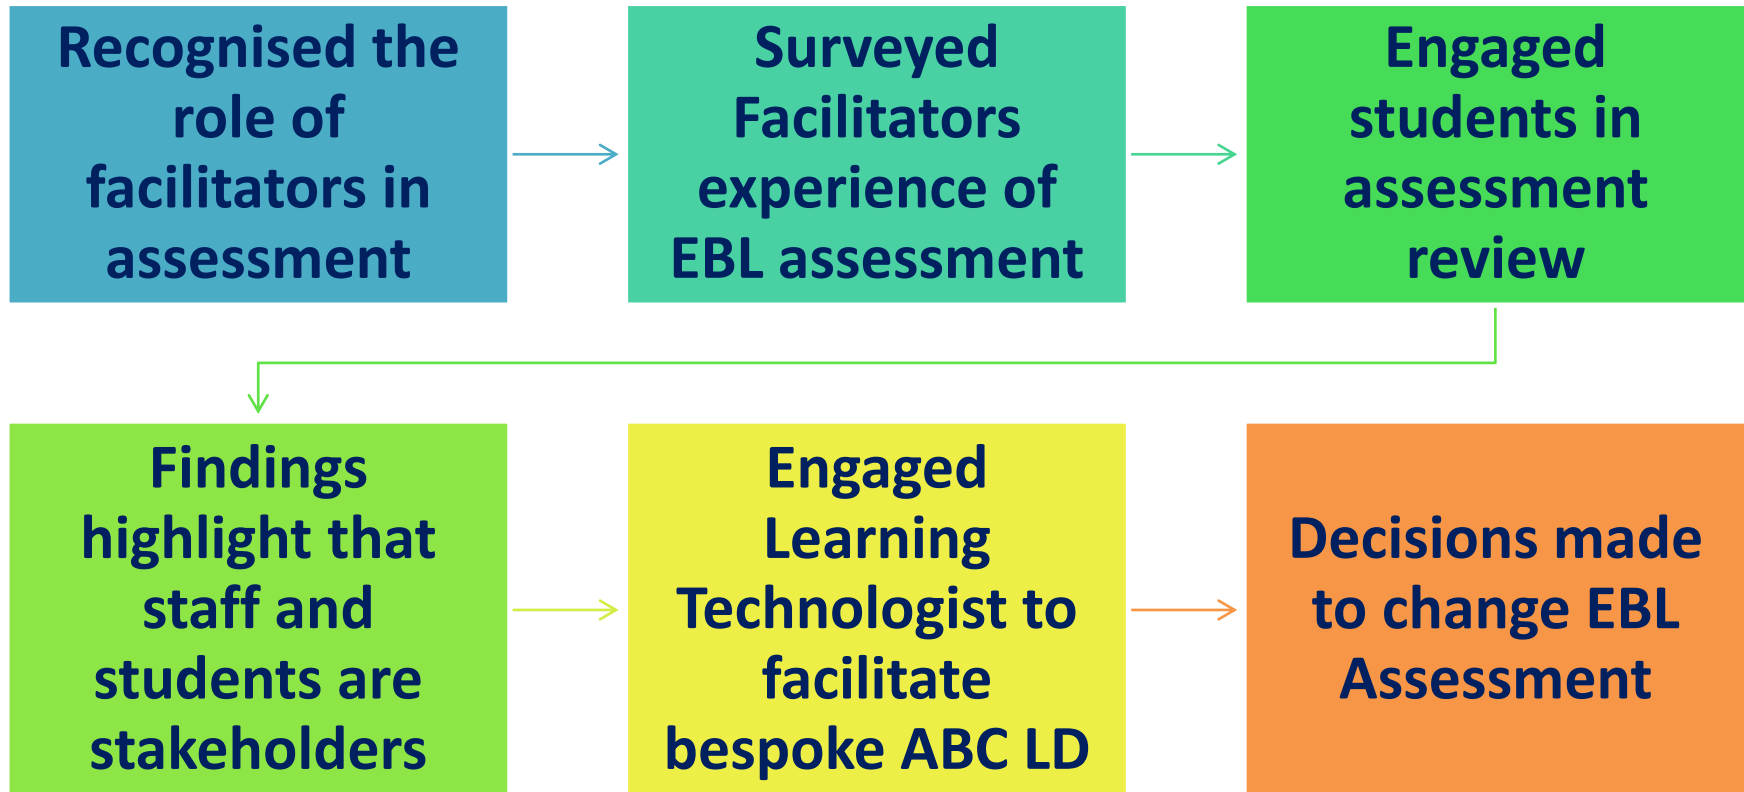 Recognised the
role of
facilitators in
assessment
Surveyed
Facilitators
experience of
EBL assessment
Engaged
students in
assessment
review
Findings
highlight that
staff and
students are
stakeholders
Engaged
Learning
Technologist to
facilitate
bespoke ABC LD
Decisions made
to change EBL
Assessment